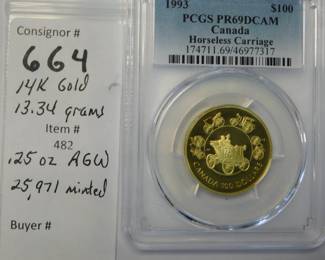 Consignor #
664
14K Gold
13.34 grams
Item #
482
.25 oz AGW
25,971 minted
Buyer #
1993 $100
PCGS PR69DCAM
Canada
Horseless Carriage
174711.69/46977317
CANADA 100 DOLLARS